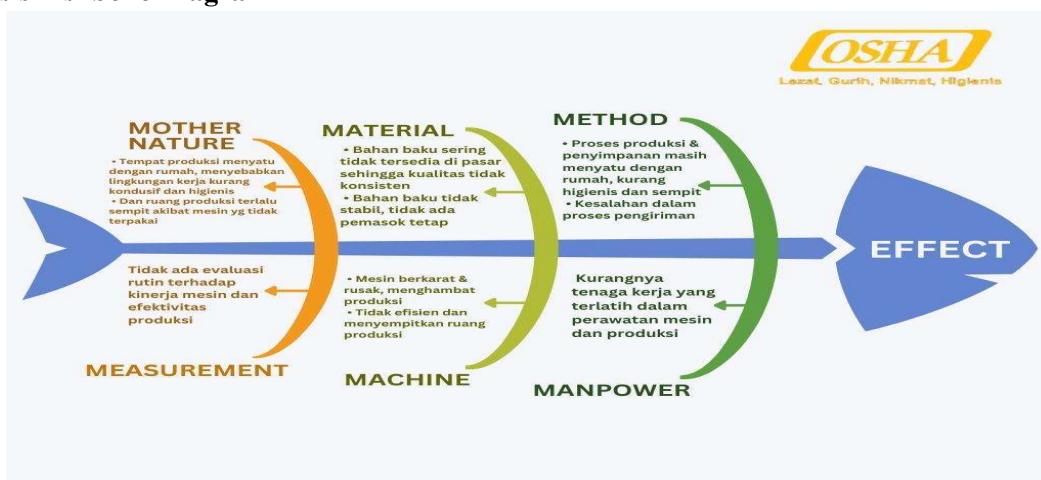 OSHA
Lezat, Gurih, Nikmat, Higienis
MOTHER
NATURE
• Tempat produksi menyatu
dengan rumah, menyebabkan
lingkungan kerja kurang
kondusif dan higienis
• Dan ruang produksi terlalu
sempit akibat mesin yg tidak
terpakai
MATERIAL
• Bahan baku sering
tidak tersedia di pasar
sehingga kualitas tidak
konsisten
• Bahan baku tidak
stabil, tidak ada
pemasok tetap
METHOD
• Proses produksi &
penyimpanan masih
menyatu dengan
rumah, kurang
higienis dan sempit
• Kesalahan dalam
proses pengiriman
EFFECT
Tidak ada evaluasi
rutin terhadap
kinerja mesin dan
efektivitas
produksi
MEASUREMENT
• Mesin berkarat &
rusak, menghambat
produksi
• Tidak efisien dan
menyempitkan ruang
produksi
MACHINE
Kurangnya
tenaga kerja yang
terlatih dalam
perawatan mesin
dan produksi
MANPOWER